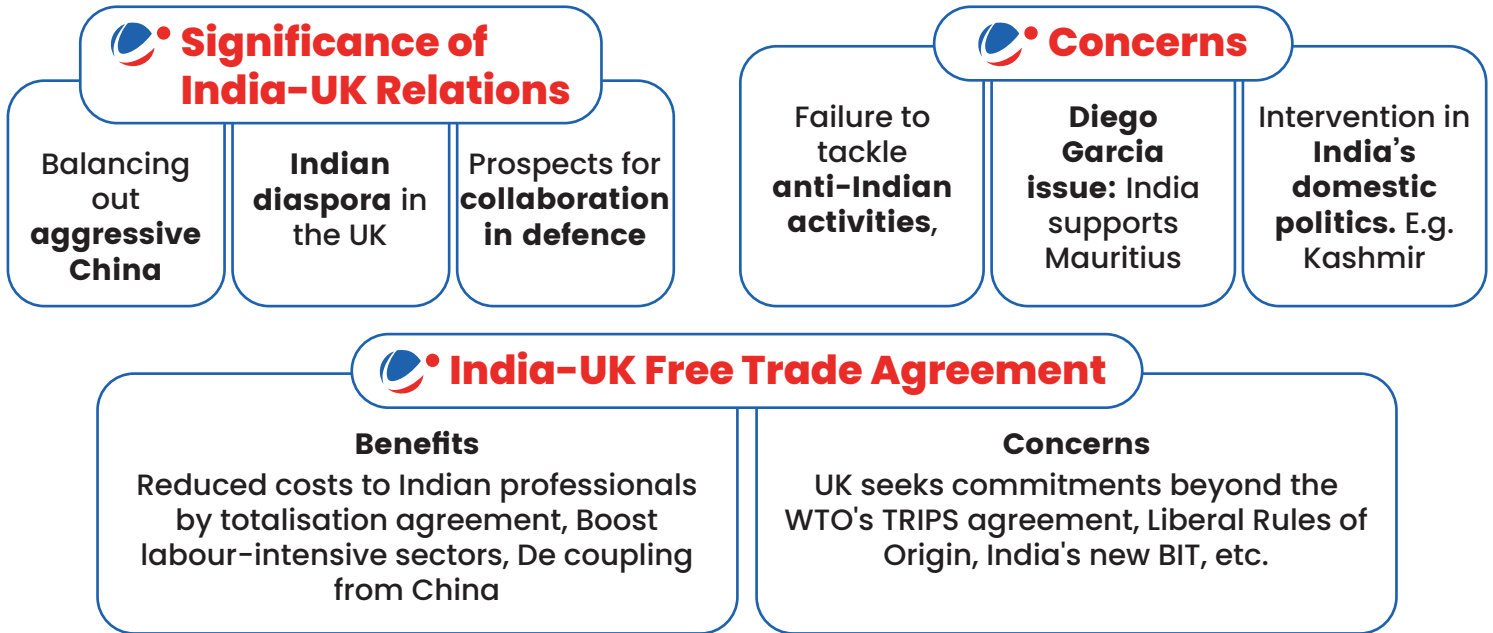 Significance of
India-UK Relations
Balancing
out
aggressive
China
Indian
diaspora in
the UK
Prospects for
collaboration
in defence
Concerns
Failure to
tackle
anti-Indian
activities,
Diego
Garcia
issue: India
supports
Mauritius
Intervention in
India's
domestic
politics. E.g.
Kashmir
India-UK Free Trade Agreement
Benefits
Reduced costs to Indian professionals
by totalisation agreement, Boost
labour-intensive sectors, De coupling
from China
Concerns
UK seeks commitments beyond the
WTO's TRIPS agreement, Liberal Rules of
Origin, India's new BIT, etc.